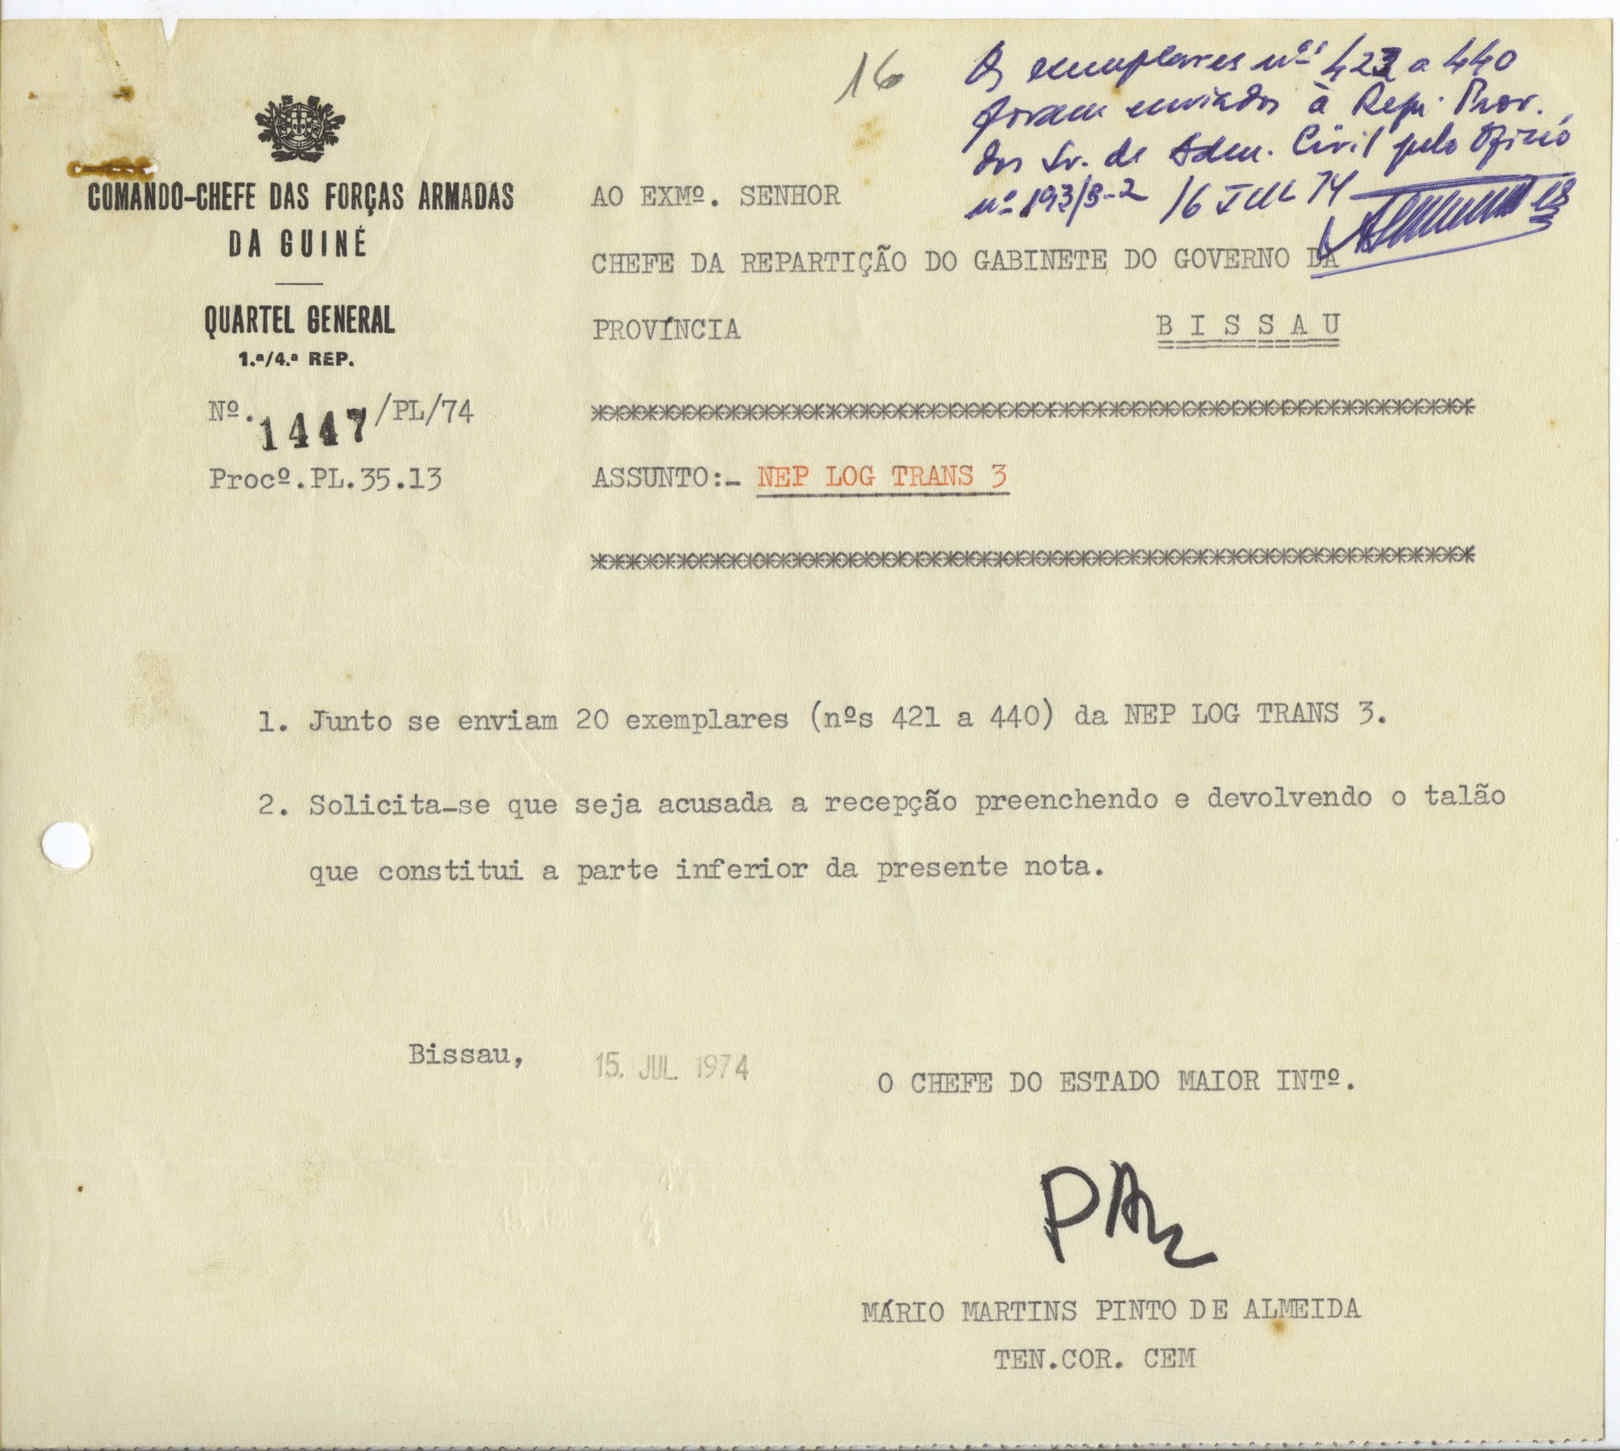 16
Os exemplares nºs 423 a 440
foram enviados à Rep. Prov.
dos Sv. de Adm. Civil pelo Ofício
nº 193/B-2 16 JUL 74
COMANDO-CHEFE DAS FORÇAS ARMADAS
DA GUINÉ
QUARTEL GENERAL
1.ª/4.ª REP.
Nº. 1447/PL/74
Procº.PL.35.13
AO EXMº. SENHOR
CHEFE DA REPARTIÇÃO DO GABINETE DO GOVERNO DA
PROVÍNCIA
B I S S A U
ASSUNTO:- NEP LOG TRANS 3
1. Junto se enviam 20 exemplares (nºs 421 a 440) da NEP LOG TRANS 3.
2. Solicita-se que seja acusada a recepção preenchendo e devolvendo o talão
que constitui a parte inferior da presente nota.
Bissau, 15. JUL 1974
O CHEFE DO ESTADO MAIOR INTº.
MÁRIO MARTINS PINTO DE ALMEIDA
TEN.COR. CEM